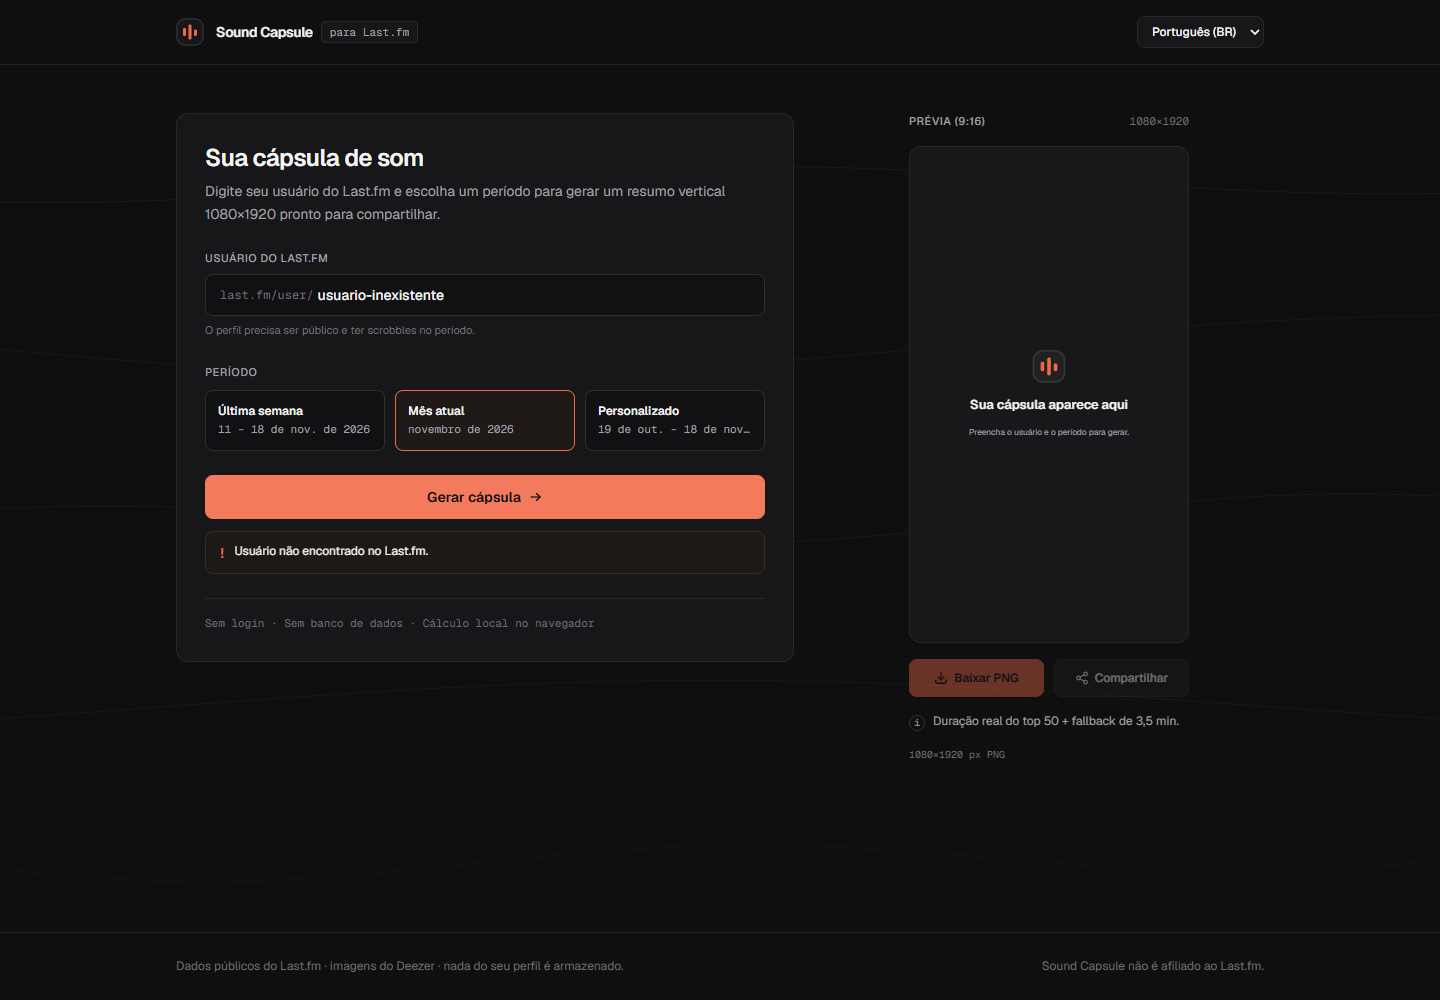 Sound Capsule
para Last.fm
Português (BR)
Sua cápsula de som
Digite seu usuário do Last.fm e escolha um período para gerar um resumo vertical
1080×1920 pronto para compartilhar.
USUÁRIO DO LAST.FM
last.fm/user/ usuario-inexistente
O perfil precisa ser público e ter scrobbles no período.
PERÍODO
Última semana
11 – 18 de nov. de 2026
Mês atual
novembro de 2026
Personalizado
19 de out. – 18 de nov…
Gerar cápsula →
! Usuário não encontrado no Last.fm.
Sem login · Sem banco de dados · Cálculo local no navegador
PRÉVIA (9:16)
1080×1920
Sua cápsula aparece aqui
Preencha o usuário e o período para gerar.
Baixar PNG
Compartilhar
i Duração real do top 50 + fallback de 3,5 min.
1080×1920 px PNG
Dados públicos do Last.fm · imagens do Deezer · nada do seu perfil é armazenado.
Sound Capsule não é afiliado ao Last.fm.